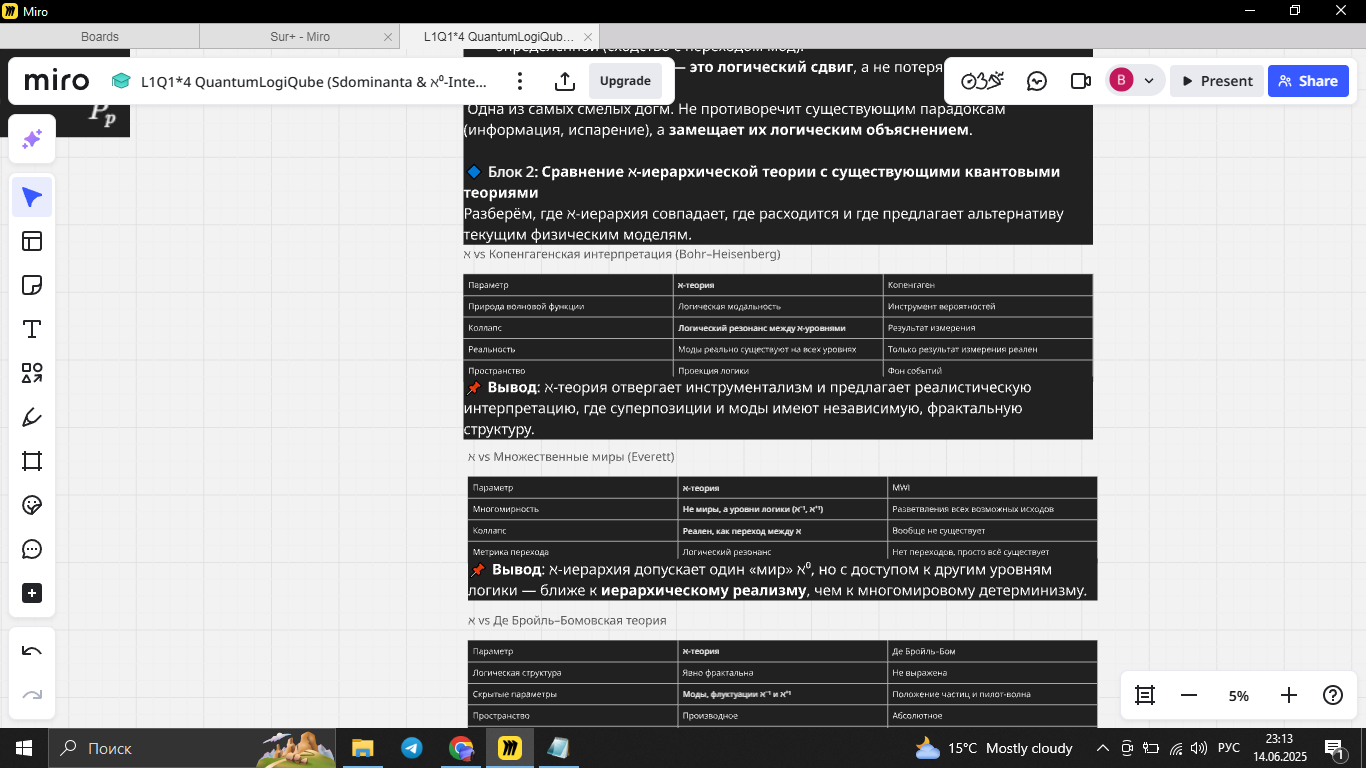 Miro
Boards
Sur+ - Miro
L1Q1*4 QuantumLogiQub...
miro
L1Q1*4 QuantumLogiQube (Sdominanta & ℵ⁰-Inte...
Upgrade
B
Present
Share
P_p
— это логический сдвиг, а не потеря
Одна из самых смелых догм. Не противоречит существующим парадоксам
(информация, испарение), а замещает их логическим объяснением.
🔷 Блок 2: Сравнение ℵ-иерархической теории с существующими квантовыми
теориями
Разберём, где ℵ-иерархия совпадает, где расходится и где предлагает альтернативу
текущим физическим моделям.
ℵ vs Копенгагенская интерпретация (Bohr–Heisenberg)
Параметр ℵ-теория Копенгаген
Природа волновой функции Логическая модальность Инструмент вероятностей
Коллапс Логический резонанс между ℵ-уровнями Результат измерения
Реальность Моды реально существуют на всех уровнях Только результат измерения реален
Пространство Проекция логики Фон событий
📌 Вывод: ℵ-теория отвергает инструментализм и предлагает реалистическую
интерпретацию, где суперпозиции и моды имеют независимую, фрактальную
структуру.
ℵ vs Множественные миры (Everett)
Параметр ℵ-теория MWI
Многомирность Не миры, а уровни логики (ℵ⁻¹, ℵ⁺¹) Разветвления всех возможных исходов
Коллапс Реален, как переход между ℵ Вообще не существует
Метрика перехода Логический резонанс Нет переходов, просто всё существует
📌 Вывод: ℵ-иерархия допускает один «мир» ℵ⁰, но с доступом к другим уровням
логики — ближе к иерархическому реализму, чем к многомировому детерминизму.
ℵ vs Де Бройль–Бомовская теория
Параметр ℵ-теория Де Бройль–Бом
Логическая структура Явно фрактальна Не выражена
Скрытые параметры Моды, флуктуации ℵ⁻¹ и ℵ⁺¹ Положение частиц и пилот-волна
Пространство Производное Абсолютное
5%
Поиск
15°C Mostly cloudy
РУС
23:13
14.06.2025
1